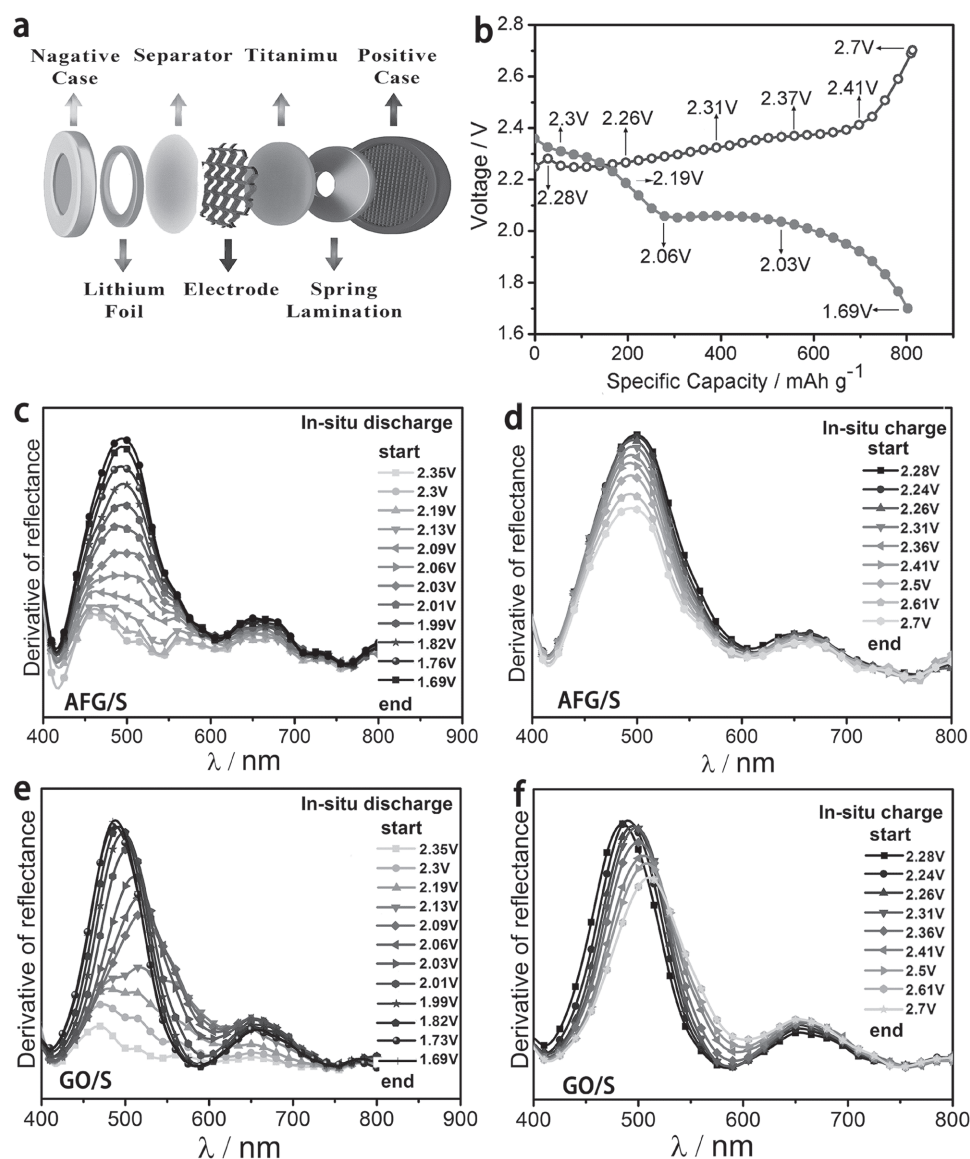 a
Nagative
Case
Separator
Titanimu
Positive
Case
Lithium
Foil
Electrode
Spring
Lamination
b
Voltage / V
2.8
2.6
2.4
2.2
2.0
1.8
1.6
2.7V
2.41V
2.37V
2.31V
2.26V
2.3V
2.28V
2.19V
2.06V
2.03V
1.69V
0 200 400 600 800
Specific Capacity / mAh g-1
c
Derivative of reflectance
In-situ discharge
start
2.35V
2.3V
2.19V
2.13V
2.09V
2.06V
2.03V
2.01V
1.99V
1.82V
1.76V
1.69V
end
AFG/S
400 500 600 700 800 900
λ / nm
d
Derivative of reflectance
In-situ charge
start
2.28V
2.24V
2.26V
2.31V
2.36V
2.41V
2.5V
2.61V
2.7V
end
AFG/S
400 500 600 700 800
λ / nm
e
Derivative of reflectance
In-situ discharge
start
2.35V
2.3V
2.19V
2.13V
2.09V
2.06V
2.03V
2.01V
1.99V
1.82V
1.73V
1.69V
end
GO/S
400 500 600 700 800 900
λ / nm
f
Derivative of reflectance
In-situ charge
start
2.28V
2.24V
2.26V
2.31V
2.36V
2.41V
2.5V
2.61V
2.7V
end
GO/S
400 500 600 700 800
λ / nm